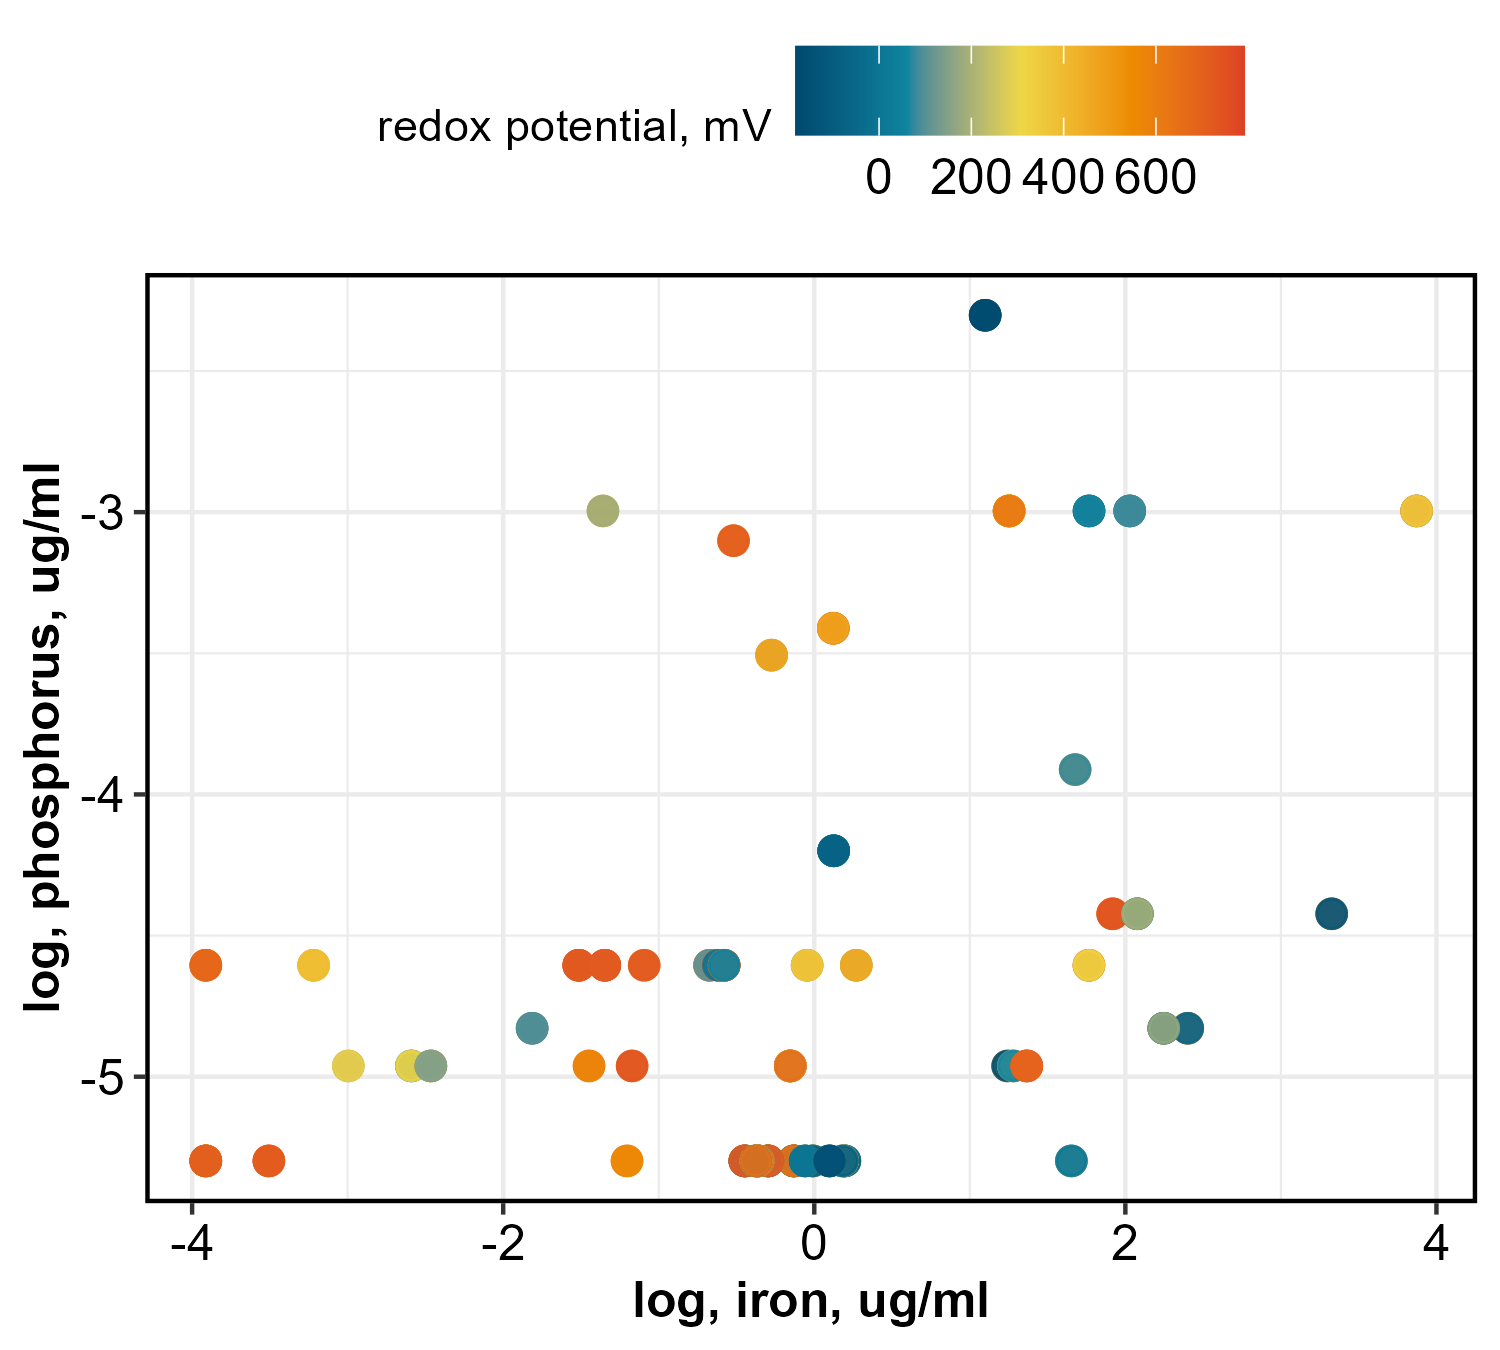 redox potential, mV
0 200 400 600
log, phosphorus, ug/ml
-3
-4
-5
-4 -2 0 2 4
log, iron, ug/ml